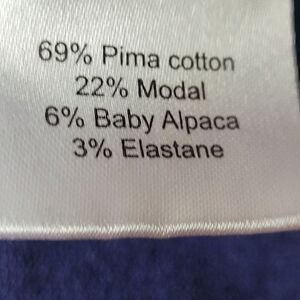 69% Pima cotton
22% Modal
6% Baby Alpaca
3% Elastane